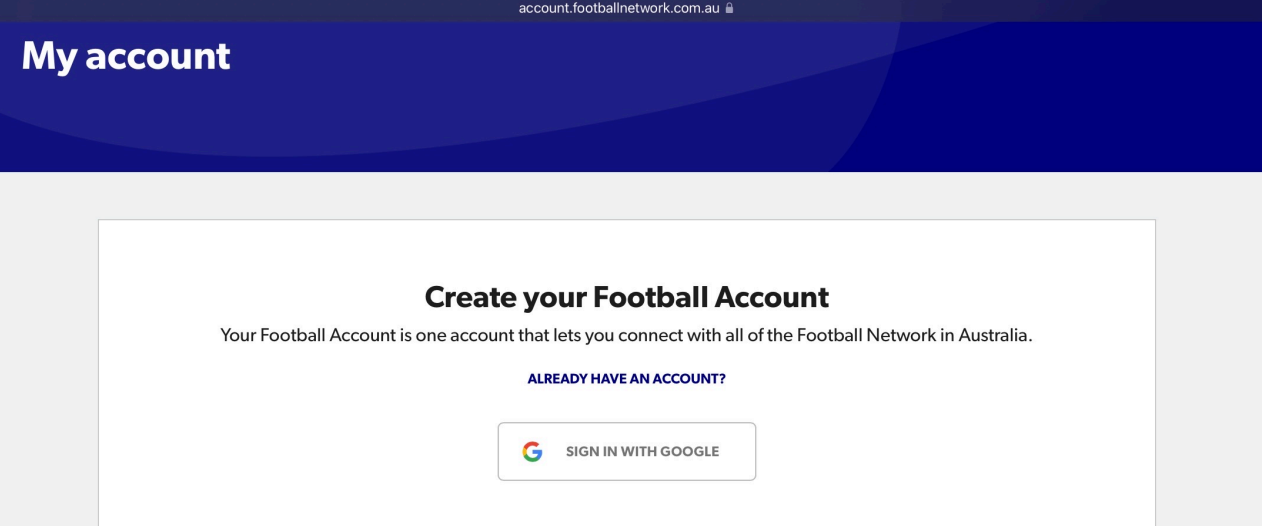 account.footballnetwork.com.au
My account
Create your Football Account
Your Football Account is one account that lets you connect with all of the Football Network in Australia.
ALREADY HAVE AN ACCOUNT?
SIGN IN WITH GOOGLE